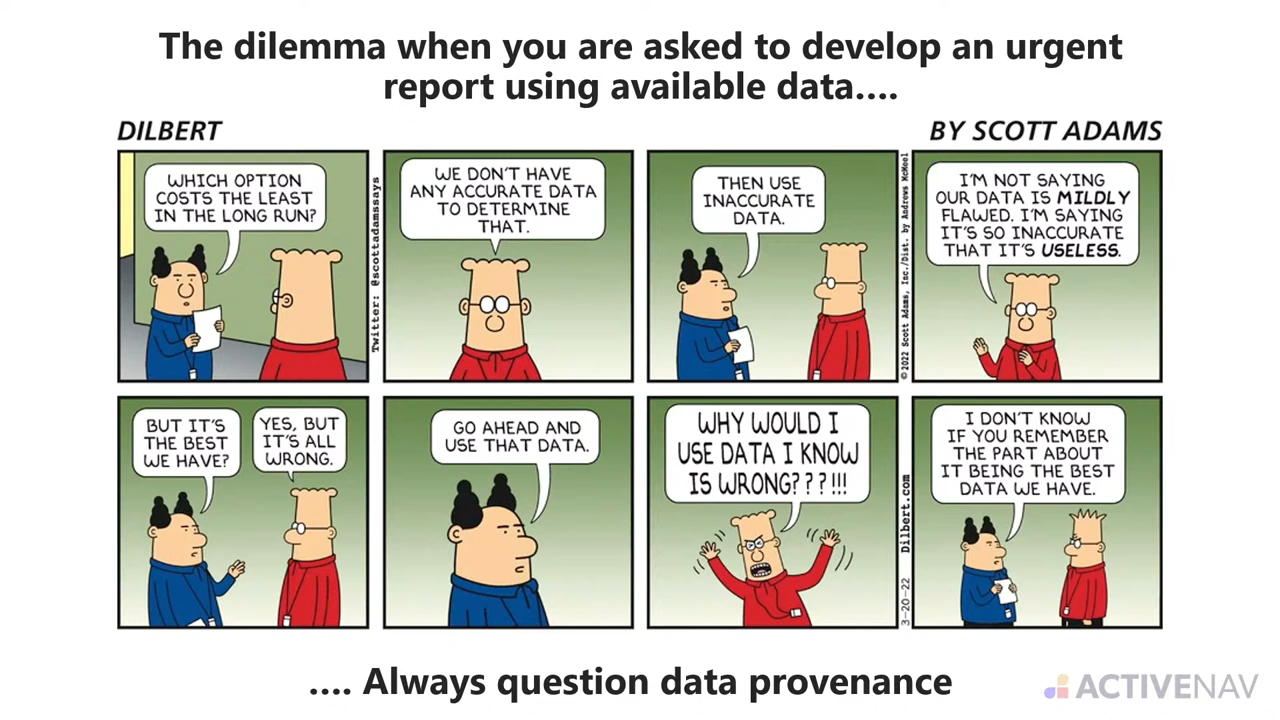 The dilemma when you are asked to develop an urgent
report using available data....
DILBERT
BY SCOTT ADAMS
WHICH OPTION
COSTS THE LEAST
IN THE LONG RUN?
Twitter: @scottadamssays
WE DON'T HAVE
ANY ACCURATE DATA
TO DETERMINE
THAT.
THEN USE
INACCURATE
DATA.
©2022 Scott Adams, Inc./Dist. by Andrews McMeel
I'M NOT SAYING
OUR DATA IS MILDLY
FLAWED. I'M SAYING
IT'S SO INACCURATE
THAT IT'S USELESS.
BUT IT'S
THE BEST
WE HAVE?
YES, BUT
IT'S ALL
WRONG.
GO AHEAD AND
USE THAT DATA.
WHY WOULD I
USE DATA I KNOW
IS WRONG???!!!
3-20-22 Dilbert.com
I DON'T KNOW
IF YOU REMEMBER
THE PART ABOUT
IT BEING THE BEST
DATA WE HAVE.
.... Always question data provenance
ACTIVENAV